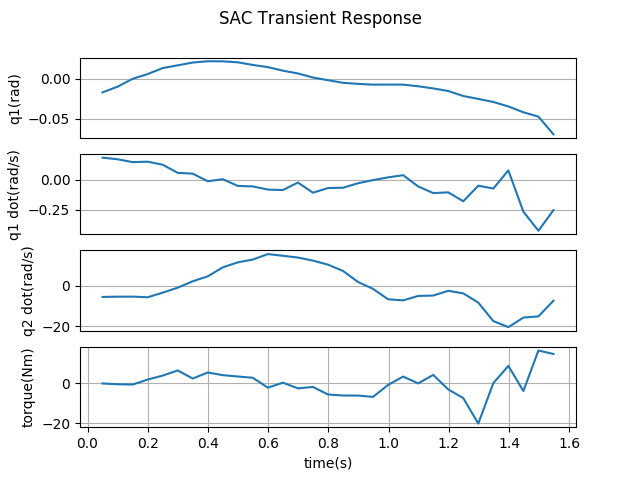 SAC Transient Response
q1(rad)
0.00
−0.05
q1 dot(rad/s)
0.00
−0.25
q2 dot(rad/s)
0
−20
torque(Nm)
0
−20
0.0 0.2 0.4 0.6 0.8 1.0 1.2 1.4 1.6
time(s)